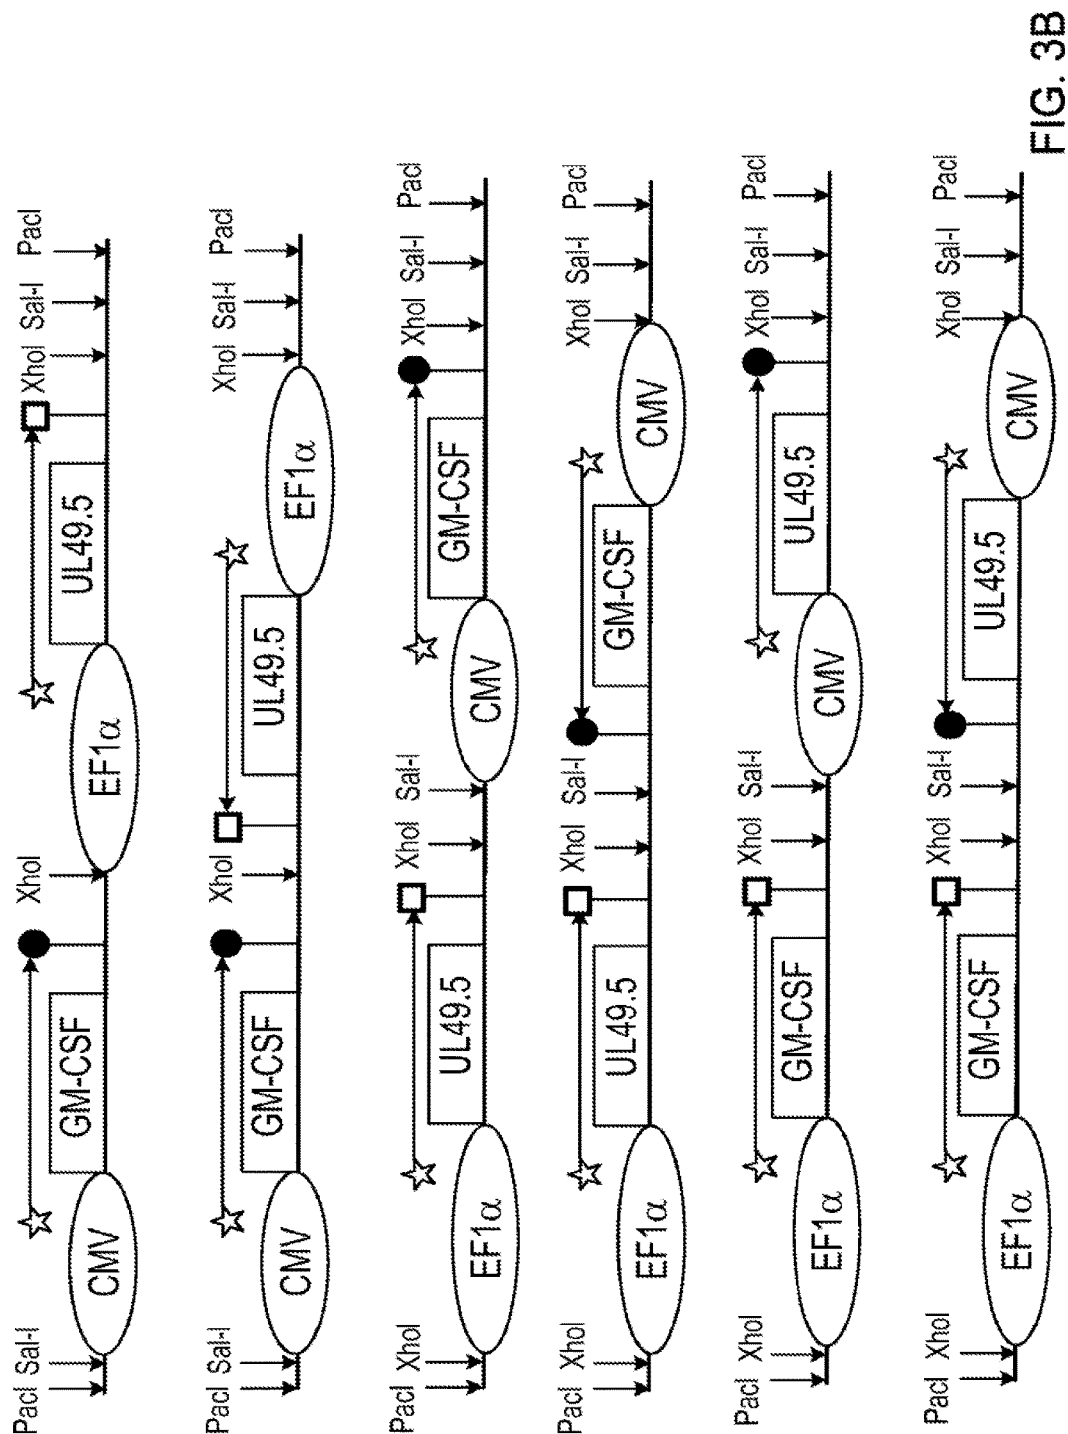 PacI Sal-I CMV GM-CSF XhoI EF1α UL49.5 XhoI Sal-I PacI
PacI Sal-I CMV GM-CSF XhoI UL49.5 EF1α XhoI Sal-I PacI
PacI XhoI EF1α UL49.5 XhoI Sal-I CMV GM-CSF XhoI Sal-I PacI
PacI XhoI EF1α UL49.5 XhoI Sal-I GM-CSF CMV XhoI Sal-I PacI
PacI XhoI EF1α GM-CSF XhoI Sal-I CMV UL49.5 XhoI Sal-I PacI
PacI XhoI EF1α GM-CSF XhoI Sal-I UL49.5 CMV XhoI Sal-I PacI
FIG. 3B